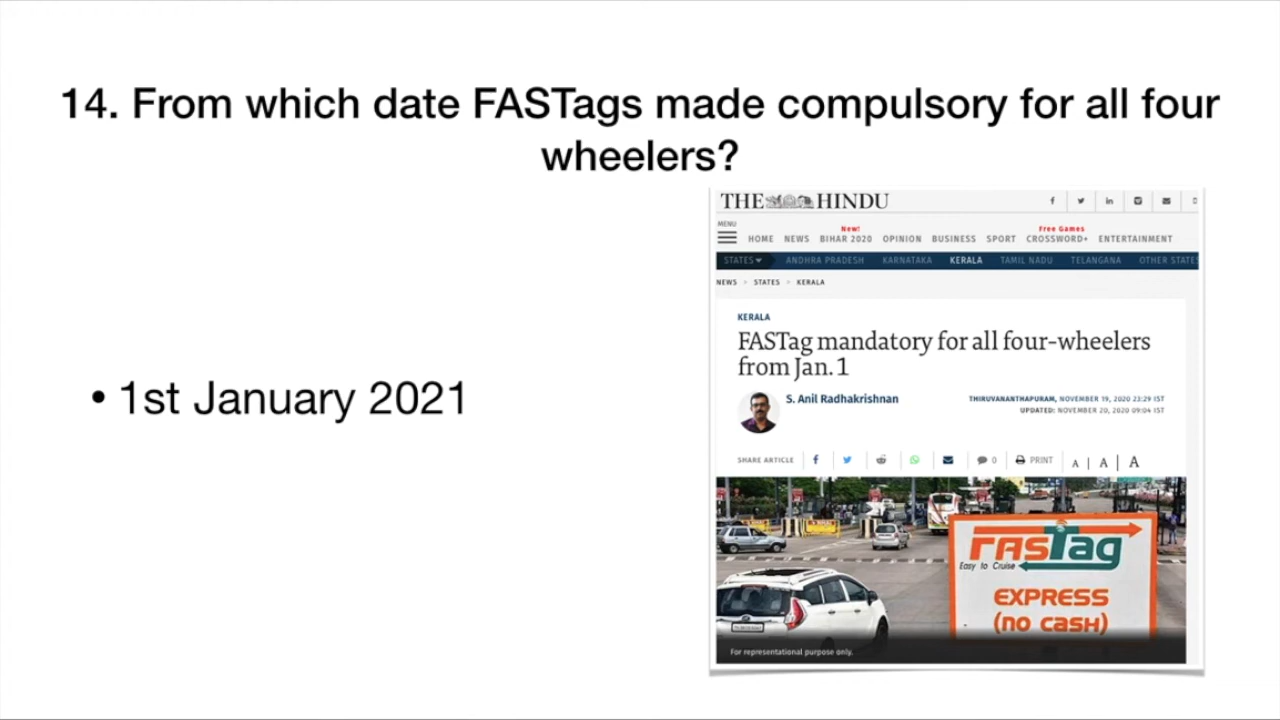 14. From which date FASTags made compulsory for all four
wheelers?
• 1st January 2021
THE HINDU
MENU
New!
Free Games
HOME NEWS BIHAR 2020 OPINION BUSINESS SPORT CROSSWORD+ ENTERTAINMENT
STATES ANDHRA PRADESH KARNATAKA KERALA TAMIL NADU TELANGANA OTHER STATES
NEWS > STATES > KERALA
KERALA
FASTag mandatory for all four-wheelers
from Jan. 1
S. Anil Radhakrishnan
THIRUVANANTHAPURAM, NOVEMBER 19, 2020 23:29 IST
UPDATED: NOVEMBER 20, 2020 09:04 IST
SHARE ARTICLE 0 PRINT A | A | A
FASTag
Easy to Cruise
EXPRESS
(no cash)
For representational purpose only.